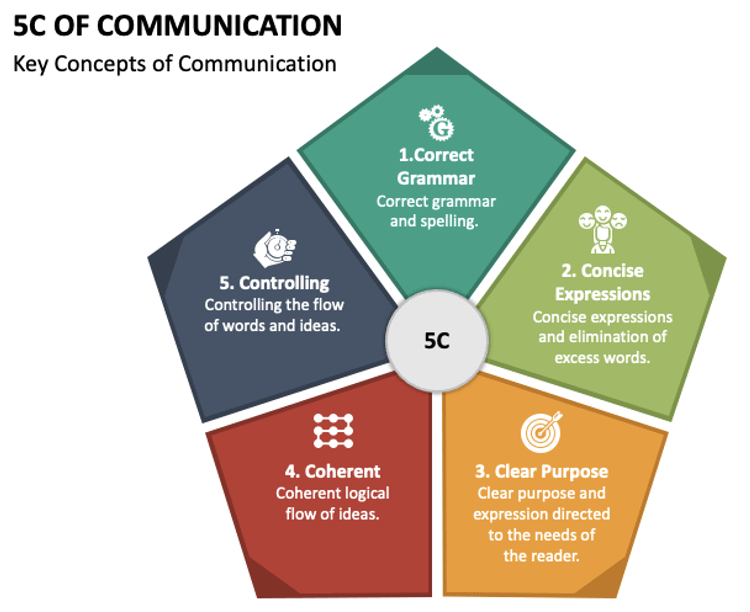 5C OF COMMUNICATION
Key Concepts of Communication
G
1.Correct
Grammar
Correct grammar
and spelling.
2. Concise
Expressions
Concise expressions
and elimination of
excess words.
3. Clear Purpose
Clear purpose and
expression directed
to the needs of
the reader.
4. Coherent
Coherent logical
flow of ideas.
5. Controlling
Controlling the flow
of words and ideas.
5C